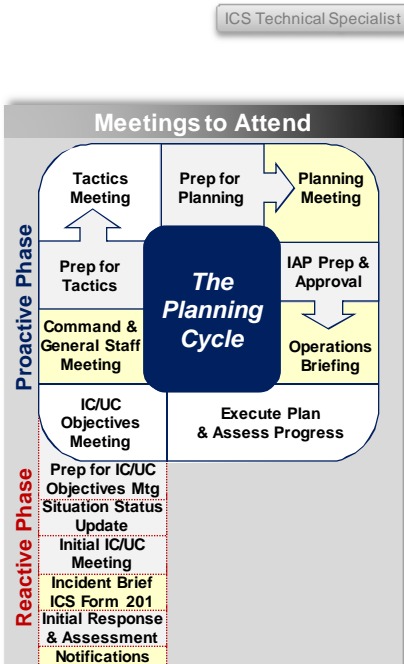 ICS Technical Specialist
Meetings to Attend
Proactive Phase
Tactics
Meeting
Prep for
Planning
Planning
Meeting
Prep for
Tactics
The
Planning
Cycle
IAP Prep &
Approval
Command &
General Staff
Meeting
Operations
Briefing
IC/UC
Objectives
Meeting
Execute Plan
& Assess Progress
Reactive Phase
Prep for IC/UC
Objectives Mtg
Situation Status
Update
Initial IC/UC
Meeting
Incident Brief
ICS Form 201
Initial Response
& Assessment
Notifications